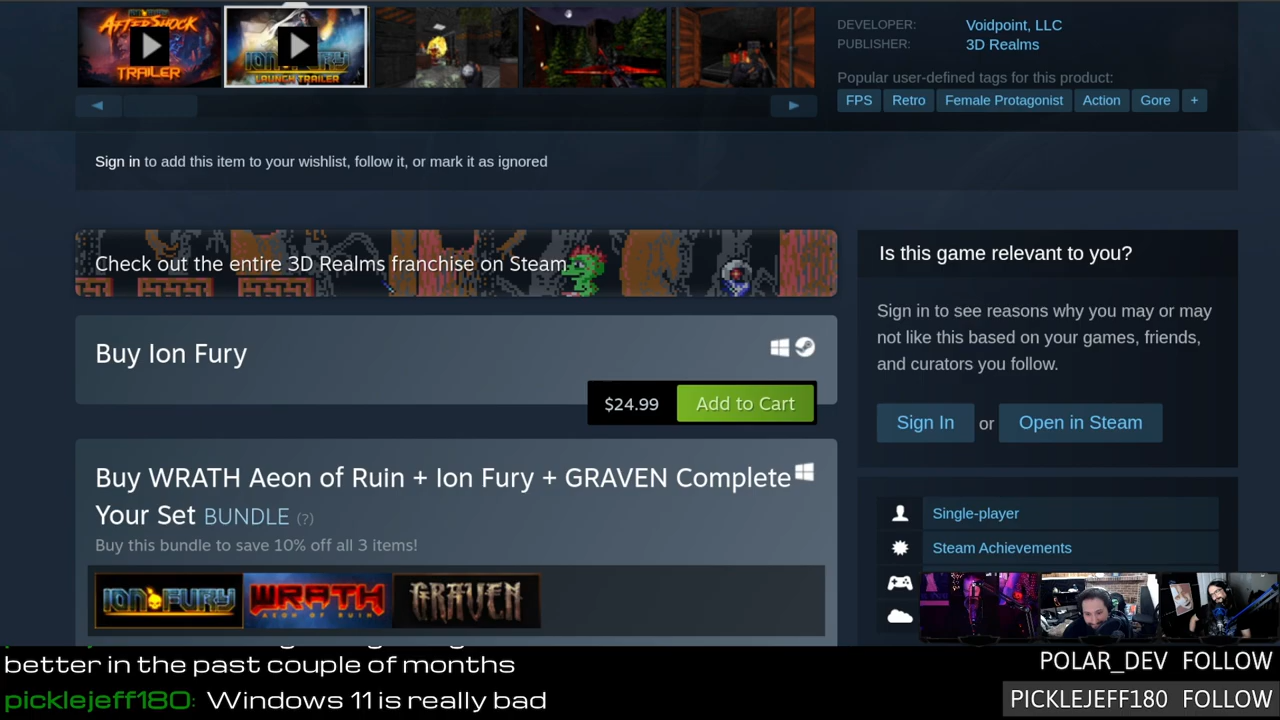 AFTERSHOCK
TRAILER
ION FURY
LAUNCH TRAILER
DEVELOPER: Voidpoint, LLC
PUBLISHER: 3D Realms
Popular user-defined tags for this product:
FPS Retro Female Protagonist Action Gore +
Sign in to add this item to your wishlist, follow it, or mark it as ignored
Check out the entire 3D Realms franchise on Steam
Is this game relevant to you?
Sign in to see reasons why you may or may
not like this based on your games, friends,
and curators you follow.
Sign In or Open in Steam
Buy Ion Fury
$24.99 Add to Cart
Buy WRATH Aeon of Ruin + Ion Fury + GRAVEN Complete
Your Set BUNDLE (?)
Buy this bundle to save 10% off all 3 items!
ION FURY WRATH AEON OF RUIN GRAVEN
Single-player
Steam Achievements
better in the past couple of months
picklejeff180: Windows 11 is really bad
POLAR_DEV FOLLOW
PICKLEJEFF180 FOLLOW